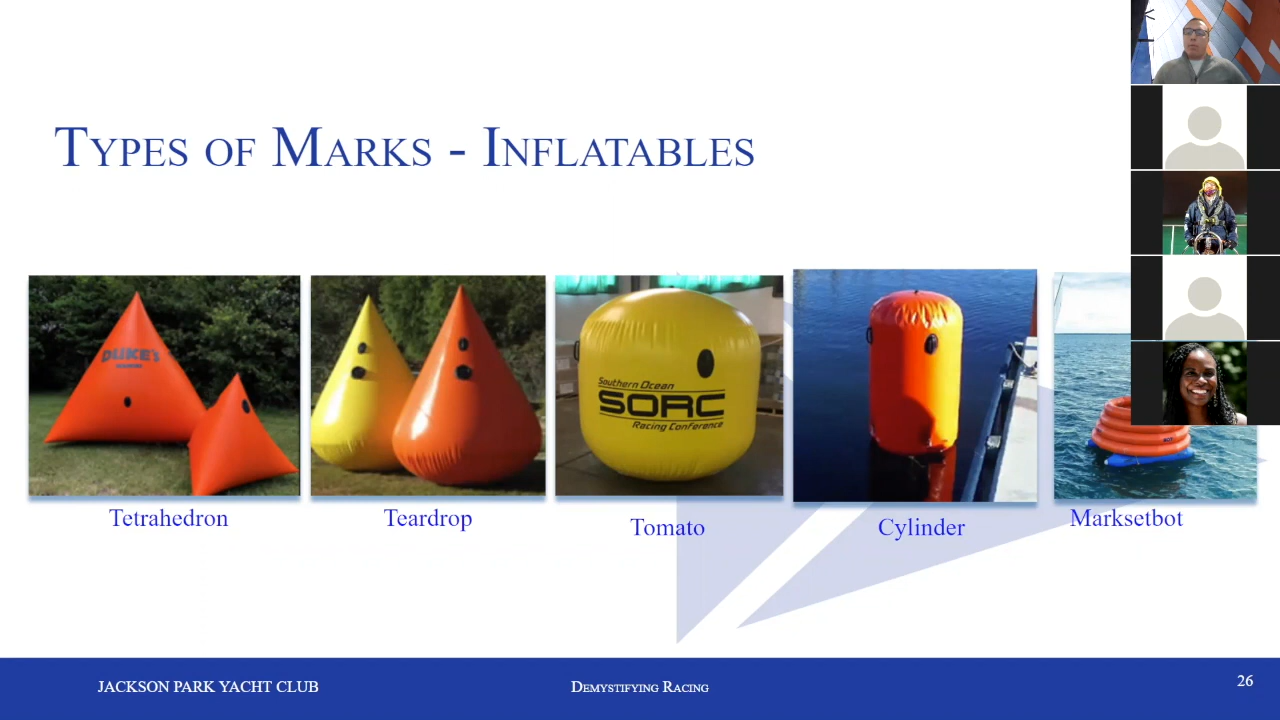 Types of Marks - Inflatables
DUKE'S
Southern Ocean
SORC
Racing Conference
Tetrahedron
Teardrop
Tomato
Cylinder
Marksetbot
JACKSON PARK YACHT CLUB
Demystifying Racing
26